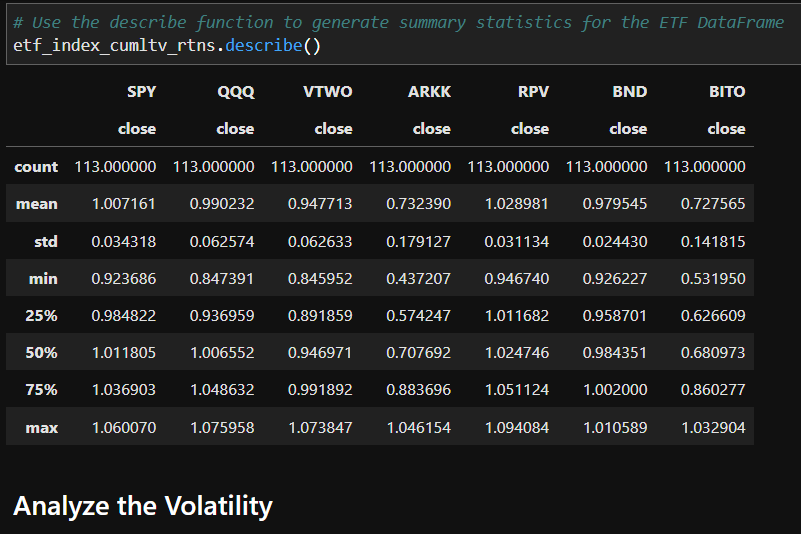 # Use the describe function to generate summary statistics for the ETF DataFrame
etf_index_cumltv_rtns.describe()
SPY QQQ VTWO ARKK RPV BND BITO
close close close close close close close
count 113.000000 113.000000 113.000000 113.000000 113.000000 113.000000 113.000000
mean 1.007161 0.990232 0.947713 0.732390 1.028981 0.979545 0.727565
std 0.034318 0.062574 0.062633 0.179127 0.031134 0.024430 0.141815
min 0.923686 0.847391 0.845952 0.437207 0.946740 0.926227 0.531950
25% 0.984822 0.936959 0.891859 0.574247 1.011682 0.958701 0.626609
50% 1.011805 1.006552 0.946971 0.707692 1.024746 0.984351 0.680973
75% 1.036903 1.048632 0.991892 0.883696 1.051124 1.002000 0.860277
max 1.060070 1.075958 1.073847 1.046154 1.094084 1.010589 1.032904
Analyze the Volatility